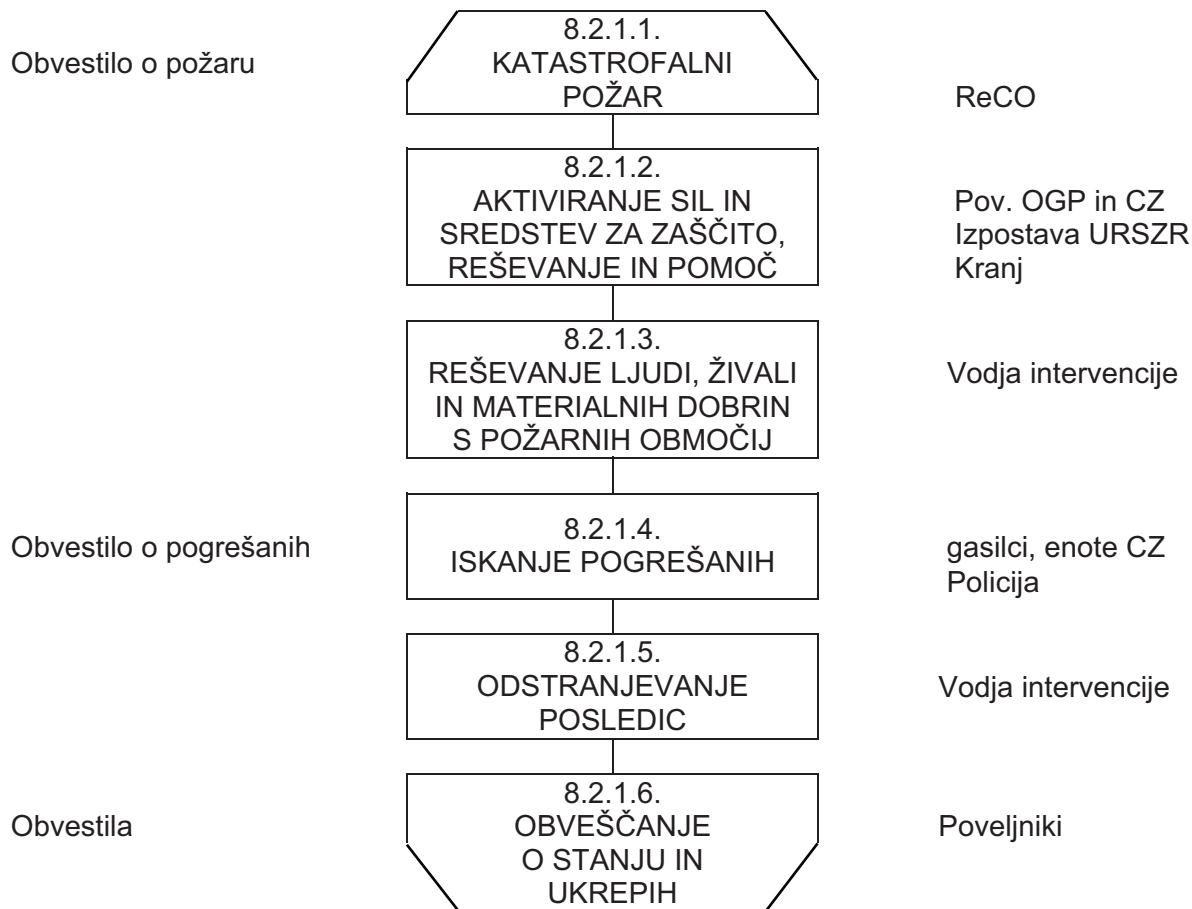 Obvestilo o požaru
8.2.1.1.
KATASTROFALNI
POŽAR
ReCO
8.2.1.2.
AKTIVIRANJE SIL IN
SREDSTEV ZA ZAŠČITO,
REŠEVANJE IN POMOČ
Pov. OGP in CZ
Izpostava URSZR
Kranj
8.2.1.3.
REŠEVANJE LJUDI, ŽIVALI
IN MATERIALNIH DOBRIN
S POŽARNIH OBMOČIJ
Vodja intervencije
Obvestilo o pogrešanih
8.2.1.4.
ISKANJE POGREŠANIH
gasilci, enote CZ
Policija
8.2.1.5.
ODSTRANJEVANJE
POSLEDIC
Vodja intervencije
Obvestila
8.2.1.6.
OBVEŠČANJE
O STANJU IN
UKREPIH
Poveljniki